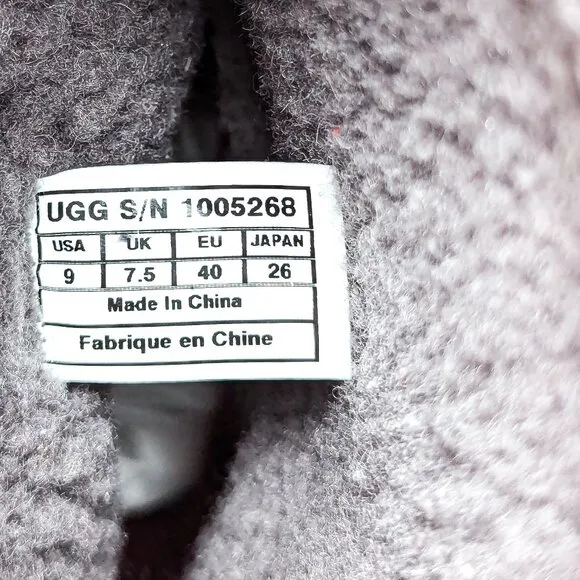 UGG S/N 1005268
USA UK EU JAPAN
9 7.5 40 26
Made In China
Fabrique en Chine